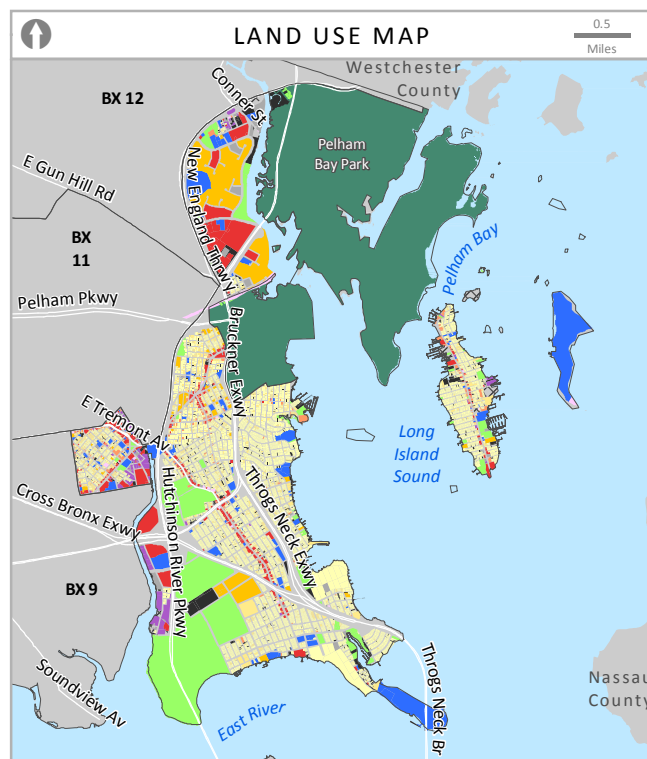 LAND USE MAP
0.5
Miles
Westchester
County
BX 12
Conner St
Pelham
Bay Park
E Gun Hill Rd
New England Thrwy
BX
11
Pelham Bay
Pelham Pkwy
Bruckner Exwy
E Tremont Av
Long
Island
Sound
Cross Bronx Exwy
Hutchinson River Pkwy
Throgs Neck Exwy
BX 9
Soundview Av
East River
Throgs Neck Br
Nassau
County